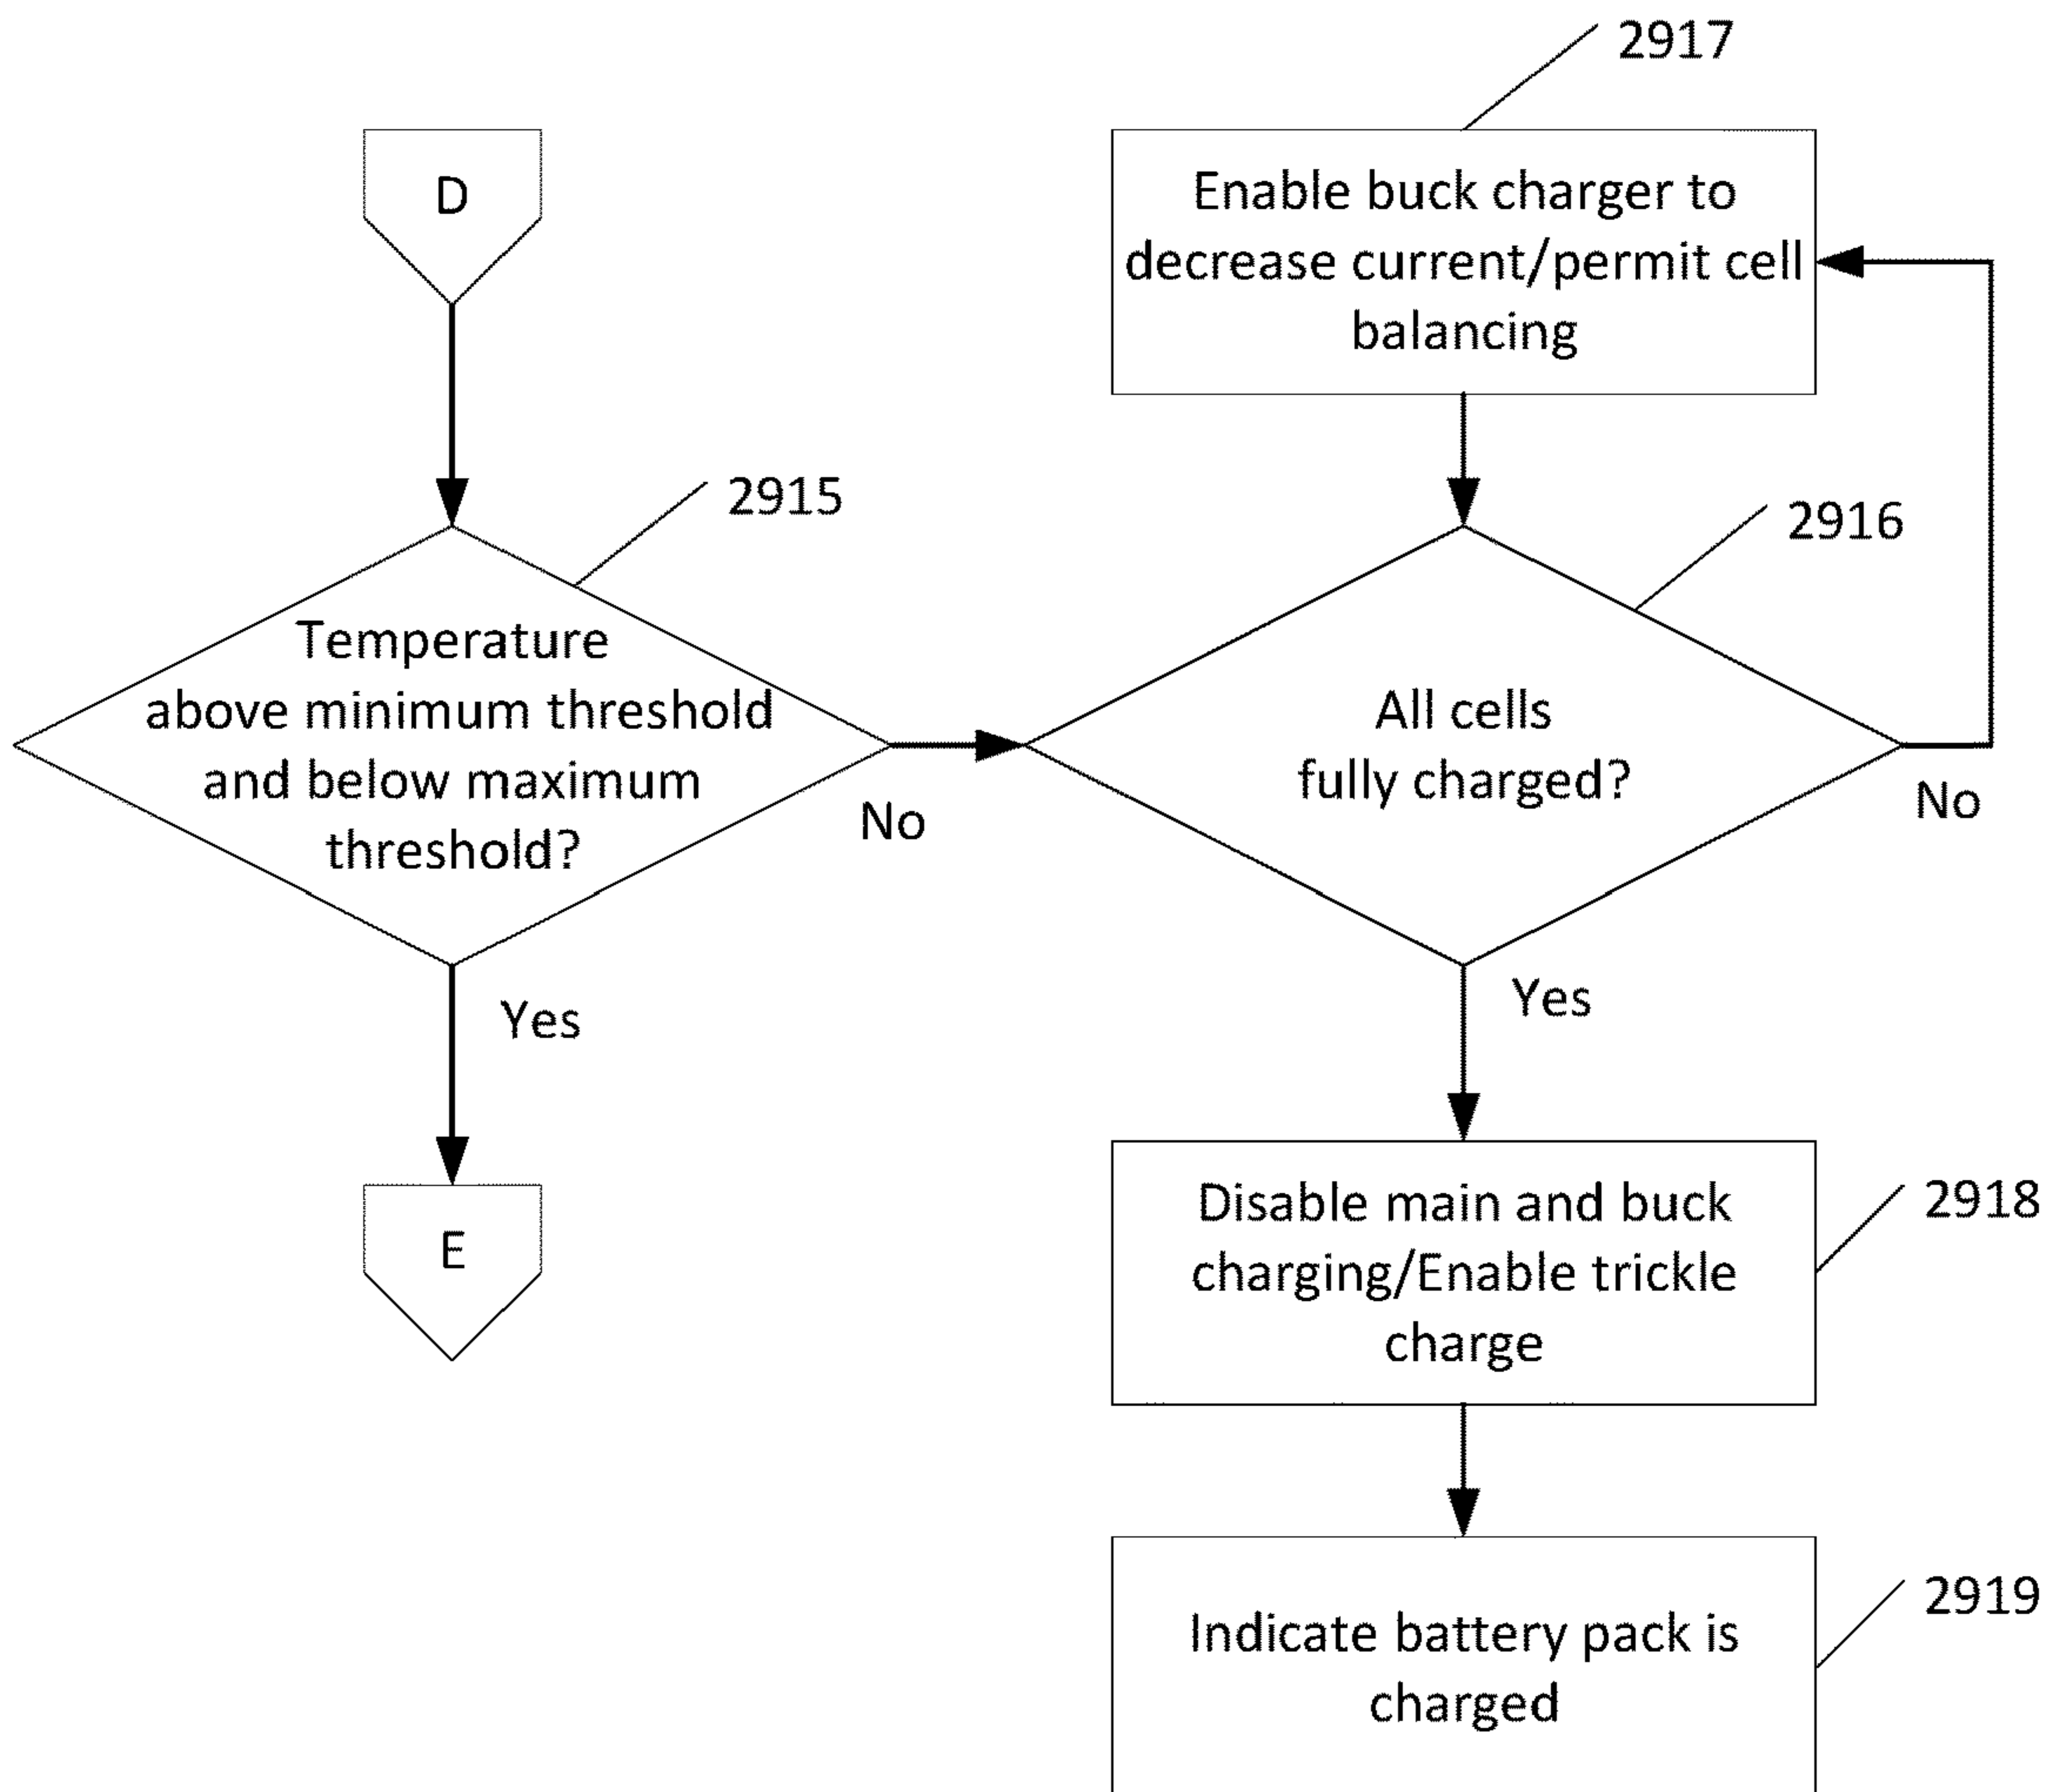 2917
D
Enable buck charger to
decrease current/permit cell
balancing
2915
2916
Temperature
above minimum threshold
and below maximum
threshold?
No
All cells
fully charged?
No
Yes
Yes
E
Disable main and buck
charging/Enable trickle
charge
2918
Indicate battery pack is
charged
2919